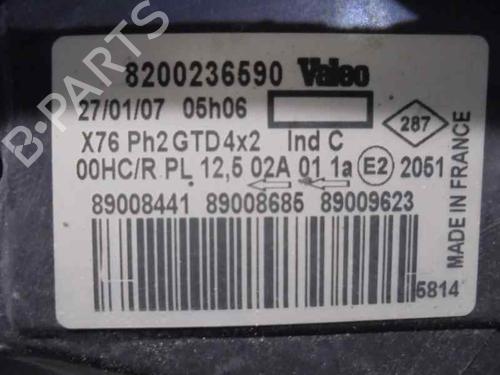 8200236590 Valeo
27/01/07 05h06
287
X76 Ph2 GTD 4x2 Ind C
00HC/R PL 12,5 02A 01 1a E2 2051
89008441 89008685 89009623
5814
MADE IN FRANCE
B-PARTS